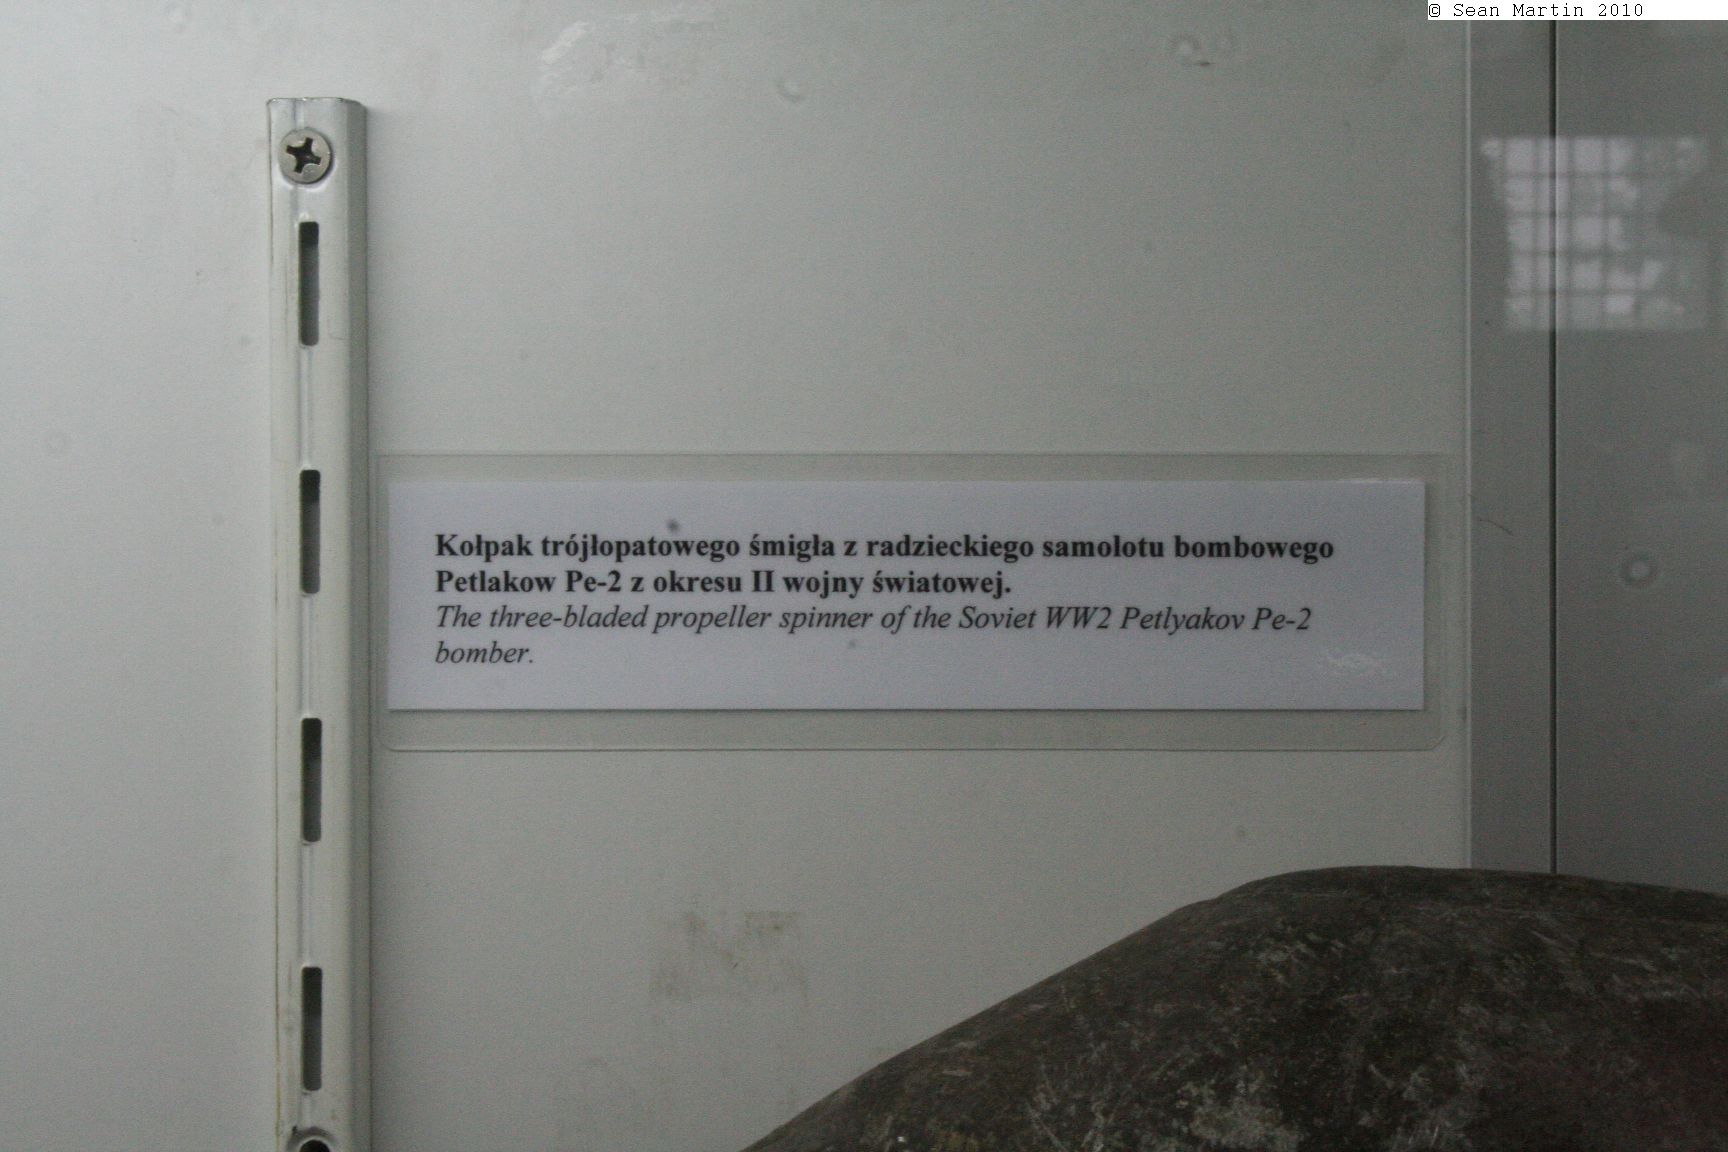 © Sean Martin 2010
Kołpak trójłopatowego śmigła z radzieckiego samolotu bombowego
Petlakow Pe-2 z okresu II wojny światowej.
The three-bladed propeller spinner of the Soviet WW2 Petlyakov Pe-2
bomber.